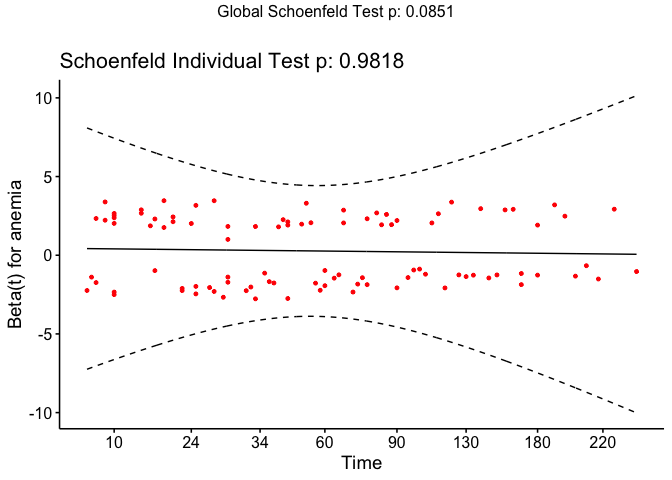 Global Schoenfeld Test p: 0.0851
Schoenfeld Individual Test p: 0.9818
10
5
0
-5
-10
Beta(t) for anemia
10 24 34 60 90 130 180 220
Time